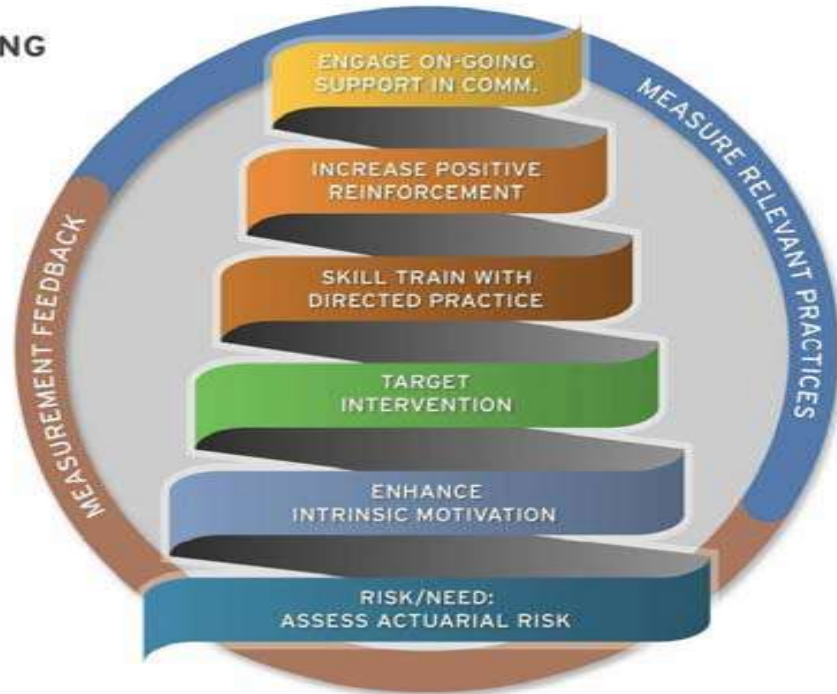 NG
ENGAGE ON-GOING
SUPPORT IN COMM.
INCREASE POSITIVE
REINFORCEMENT
SKILL TRAIN WITH
DIRECTED PRACTICE
TARGET
INTERVENTION
ENHANCE
INTRINSIC MOTIVATION
RISK/NEED:
ASSESS ACTUARIAL RISK
MEASURE RELEVANT PRACTICES
MEASUREMENT FEEDBACK